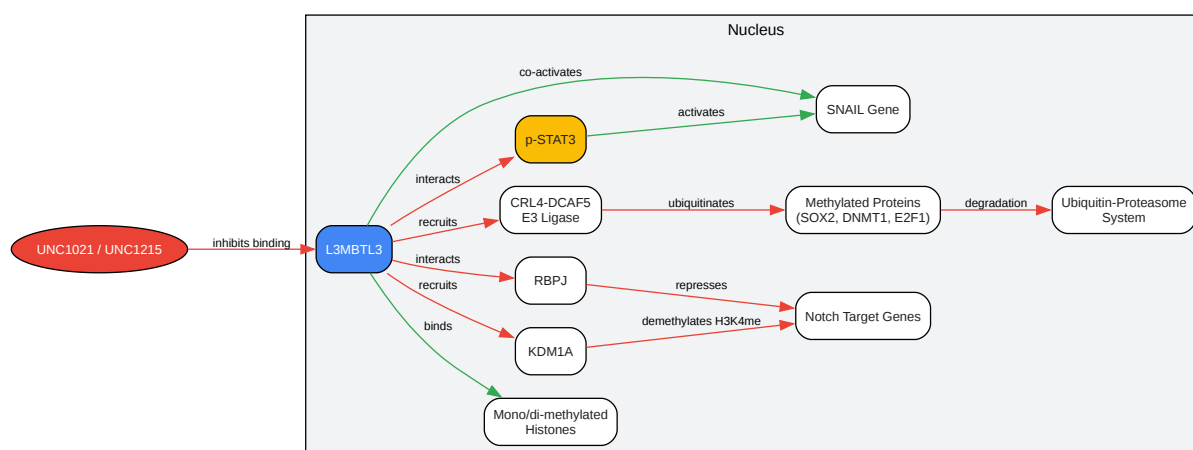 Nucleus
co-activates
SNAIL Gene
activates
p-STAT3
interacts
CRL4-DCAF5
E3 Ligase
recruits
ubiquitinates
Methylated Proteins
(SOX2, DNMT1, E2F1)
degradation
Ubiquitin-Proteasome
System
UNC1021 / UNC1215
inhibits binding
L3MBTL3
interacts
RBPJ
represses
recruits
Notch Target Genes
demethylates H3K4me
KDM1A
binds
Mono/di-methylated
Histones